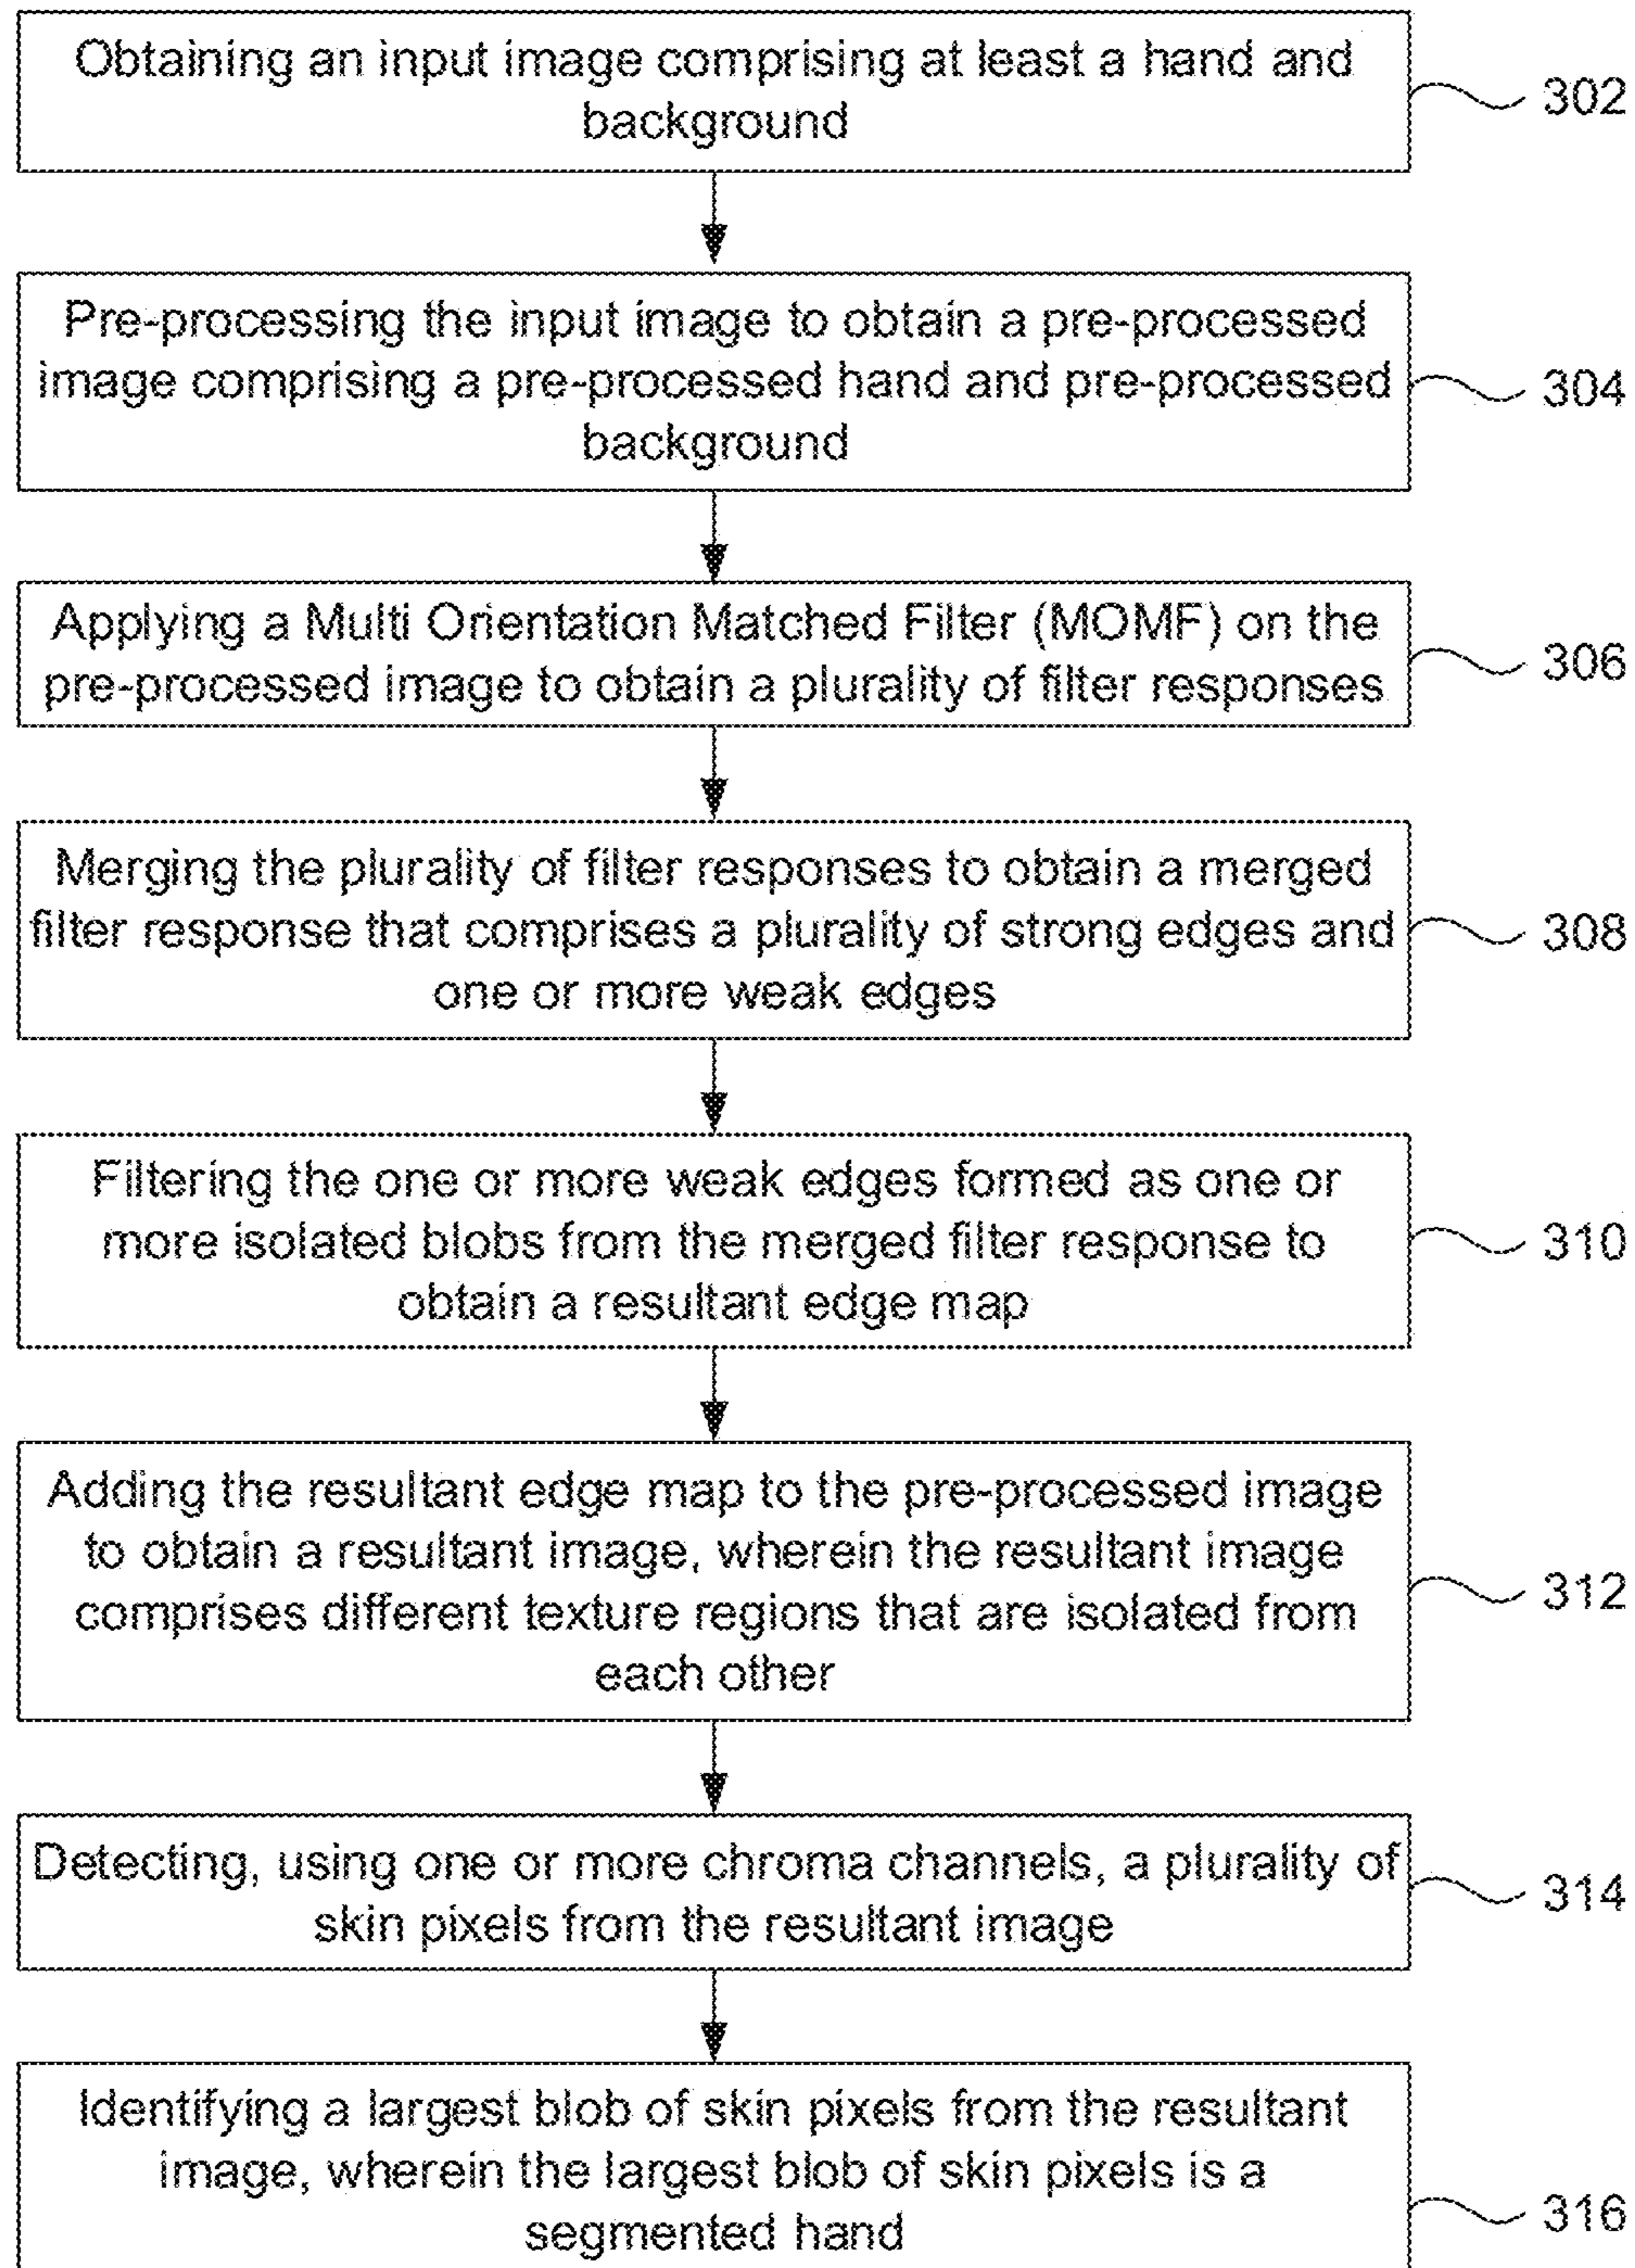 Obtaining an input image comprising at least a hand and
background
302
Pre-processing the input image to obtain a pre-processed
image comprising a pre-processed hand and pre-processed
background
304
Applying a Multi Orientation Matched Filter (MOMF) on the
pre-processed image to obtain a plurality of filter responses
306
Merging the plurality of filter responses to obtain a merged
filter response that comprises a plurality of strong edges and
one or more weak edges
308
Filtering the one or more weak edges formed as one or
more isolated blobs from the merged filter response to
obtain a resultant edge map
310
Adding the resultant edge map to the pre-processed image
to obtain a resultant image, wherein the resultant image
comprises different texture regions that are isolated from
each other
312
Detecting, using one or more chroma channels, a plurality of
skin pixels from the resultant image
314
Identifying a largest blob of skin pixels from the resultant
image, wherein the largest blob of skin pixels is a
segmented hand
316